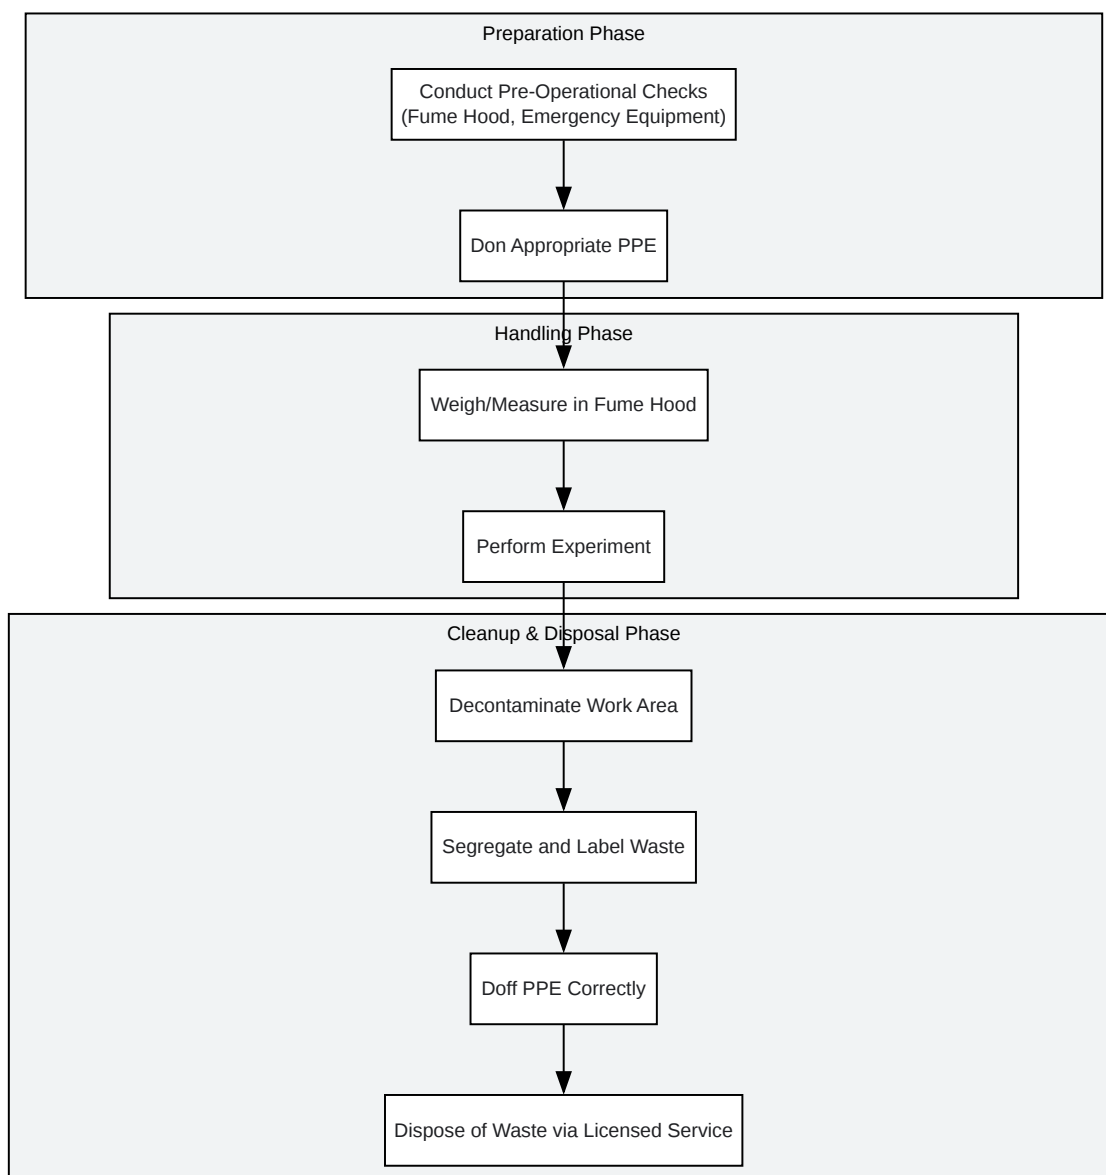 Preparation Phase
Conduct Pre-Operational Checks
(Fume Hood, Emergency Equipment)
Don Appropriate PPE
Handling Phase
Weigh/Measure in Fume Hood
Perform Experiment
Cleanup & Disposal Phase
Decontaminate Work Area
Segregate and Label Waste
Doff PPE Correctly
Dispose of Waste via Licensed Service